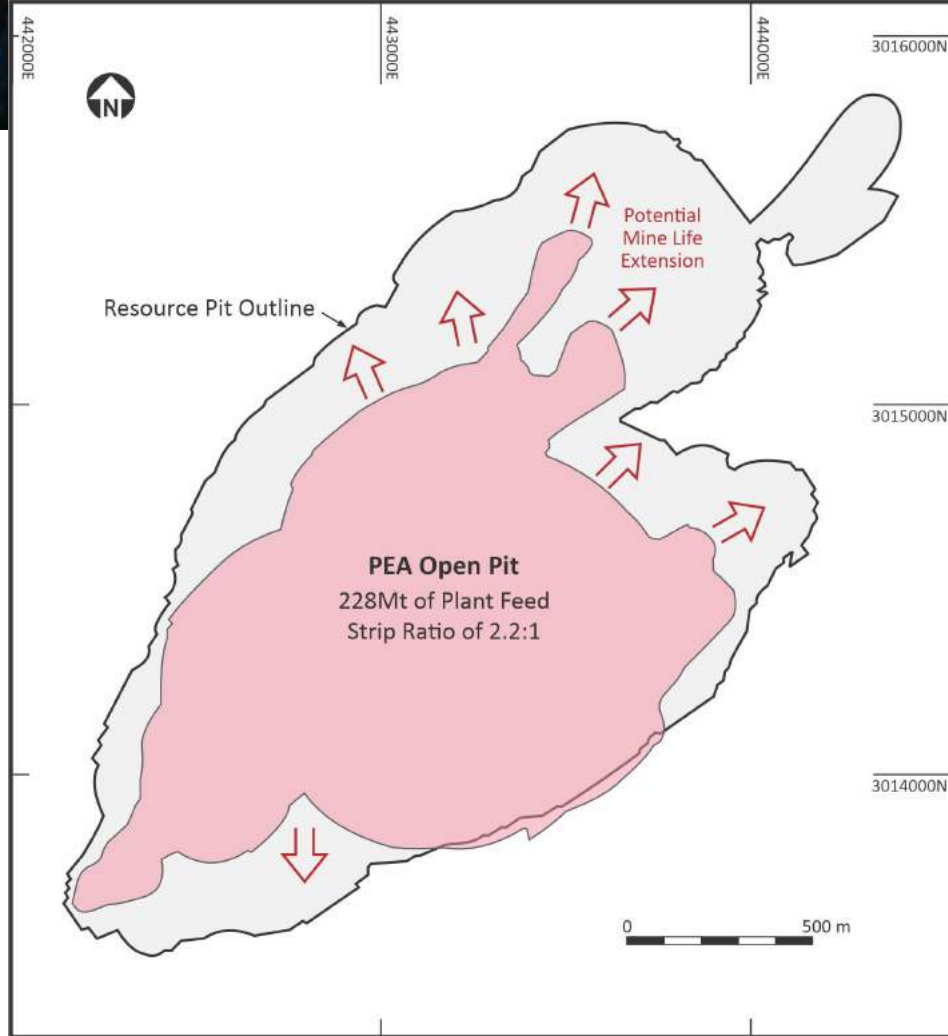 442000E
443000E
444000E
3016000N
N
Potential
Mine Life
Extension
Resource Pit Outline
3015000N
PEA Open Pit
228Mt of Plant Feed
Strip Ratio of 2.2:1
3014000N
0 500 m